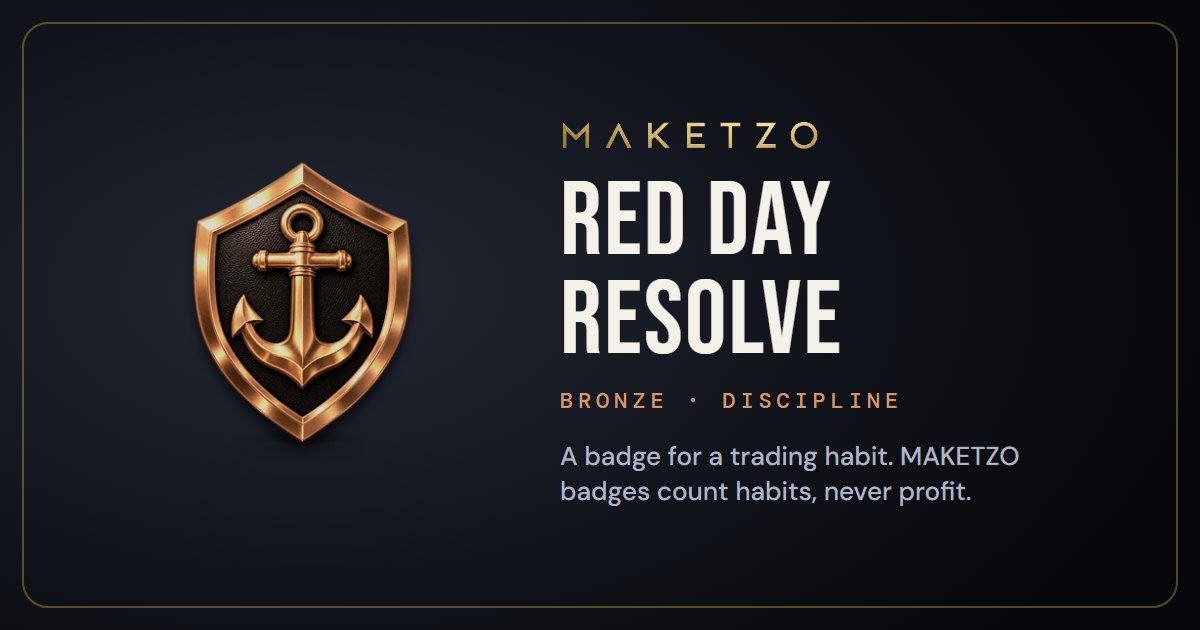 MAKETZO
RED DAY
RESOLVE
BRONZE · DISCIPLINE
A badge for a trading habit. MAKETZO
badges count habits, never profit.